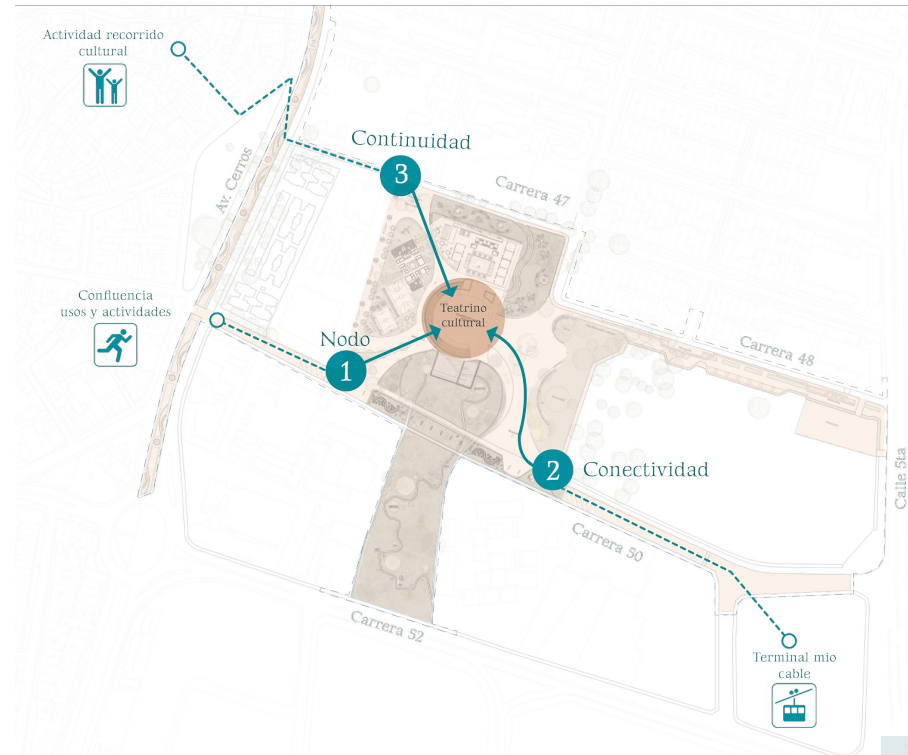 Actividad recorrido
cultural
Continuidad
3
Carrera 47
Av. Cerros
Confluencia
usos y actividades
Teatrino
cultural
Nodo
1
Carrera 48
2
Conectividad
Calle 5ta
Carrera 50
Carrera 52
Terminal mio
cable